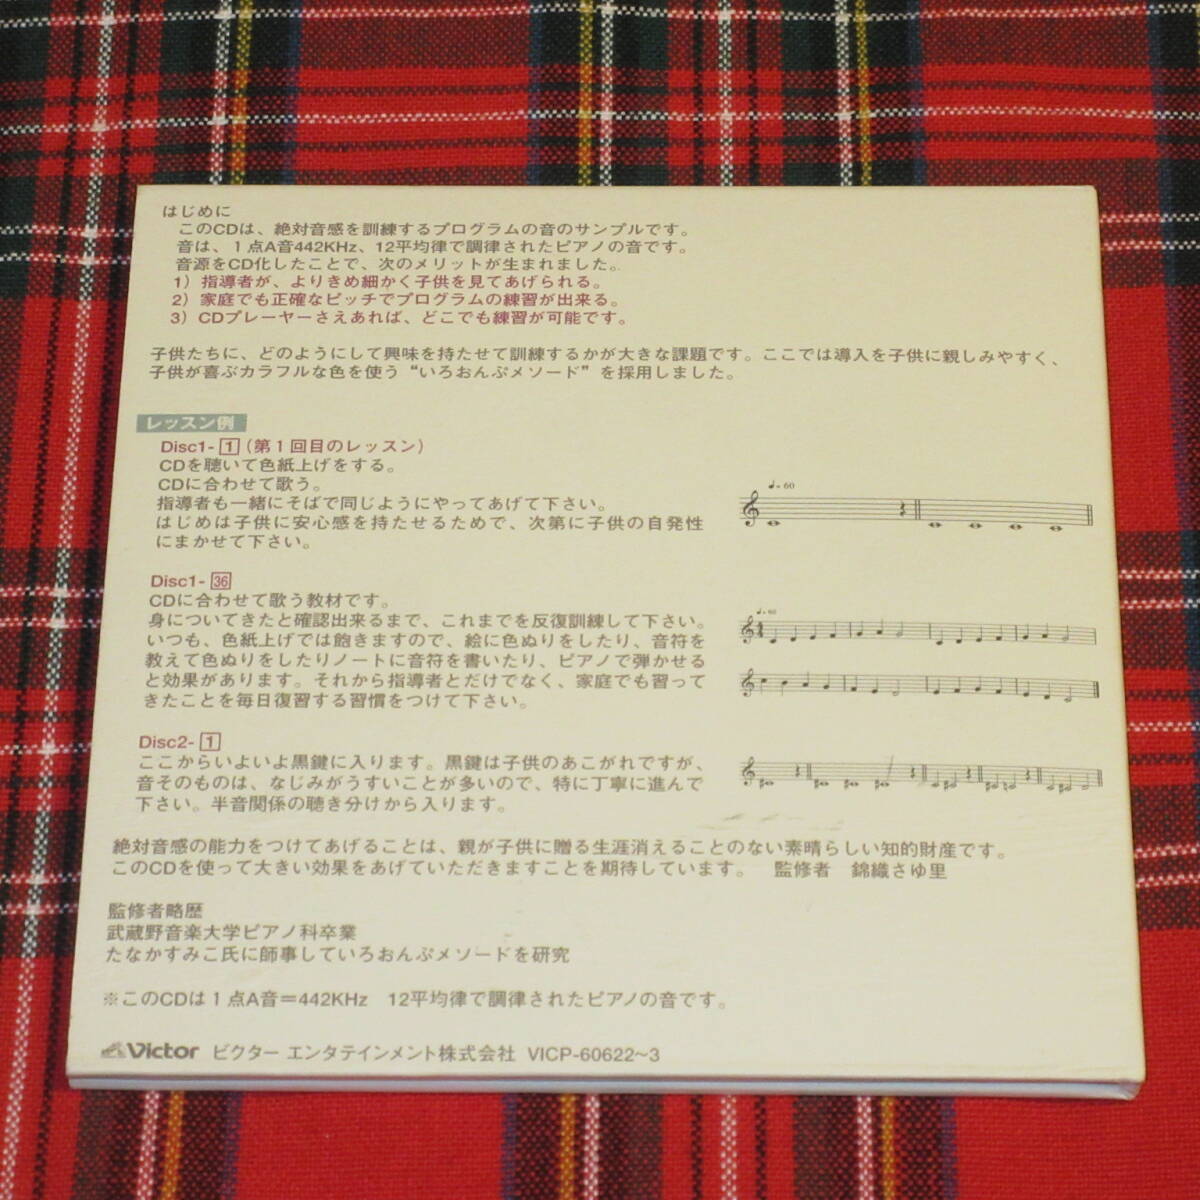 はじめに
このCDは、絶対音感を訓練するプログラムの音のサンプルです。
音は、1点A音442KHz、12平均律で調律されたピアノの音です。
音源をCD化したことで、次のメリットが生まれました。
1）指導者が、よりきめ細かく子供を見てあげられる。
2）家庭でも正確なピッチでプログラムの練習が出来る。
3）CDプレーヤーさえあれば、どこでも練習が可能です。
子供たちに、どのようにして興味を持たせて訓練するかが大きな課題です。ここでは導入を子供に親しみやすく、
子供が喜ぶカラフルな色を使う“いろおんぷメソード”を採用しました。
レッスン例
Disc1-1（第1回目のレッスン）
CDを聴いて色紙上げをする。
CDに合わせて歌う。
指導者も一緒にそばで同じようにやってあげて下さい。
はじめは子供に安心感を持たせるためで、次第に子供の自発性
にまかせて下さい。
♩=60
Disc1-36
CDに合わせて歌う教材です。
身についてきたと確認出来るまで、これまでを反復訓練して下さい。
いつも、色紙上げでは飽きますので、絵に色ぬりをしたり、音符を
教えて色ぬりをしたりノートに音符を書いたり、ピアノで弾かせる
と効果があります。それから指導者とだけでなく、家庭でも習って
きたことを毎日復習する習慣をつけて下さい。
♩=60
Disc2-1
ここからいよいよ黒鍵に入ります。黒鍵は子供のあこがれですが、
音そのものは、なじみがうすいことが多いので、特に丁寧に進んで
下さい。半音関係の聴き分けから入ります。
絶対音感の能力をつけてあげることは、親が子供に贈る生涯消えることのない素晴らしい知的財産です。
このCDを使って大きい効果をあげていただきますことを期待しています。　監修者　錦織さゆ里
監修者略歴
武蔵野音楽大学ピアノ科卒業
たなかすみこ氏に師事していろおんぷメソードを研究
※このCDは1点A音＝442KHz　12平均律で調律されたピアノの音です。
Victor ビクター エンタテインメント株式会社 VICP-60622～3